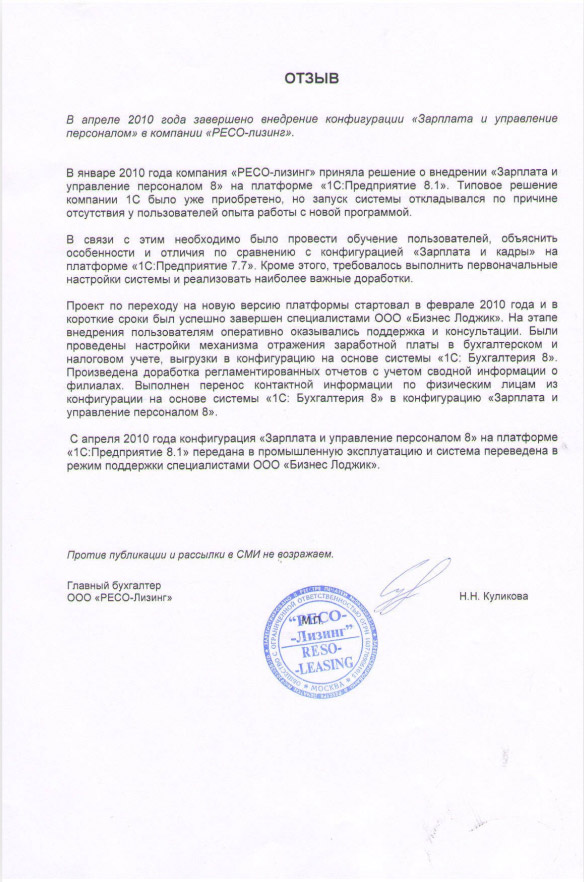 ОТЗЫВ
В апреле 2010 года завершено внедрение конфигурации «Зарплата и управление
персоналом» в компании «РЕСО-лизинг».
В январе 2010 года компания «РЕСО-лизинг» приняла решение о внедрении «Зарплата и
управление персоналом 8» на платформе «1С:Предприятие 8.1». Типовое решение
компании 1С было уже приобретено, но запуск системы откладывался по причине
отсутствия у пользователей опыта работы с новой программой.
В связи с этим необходимо было провести обучение пользователей, объяснить
особенности и отличия по сравнению с конфигурацией «Зарплата и кадры» на
платформе «1С:Предприятие 7.7». Кроме этого, требовалось выполнить первоначальные
настройки системы и реализовать наиболее важные доработки.
Проект по переходу на новую версию платформы стартовал в феврале 2010 года и в
короткие сроки был успешно завершен специалистами ООО «Бизнес Лоджик». На этапе
внедрения пользователям оперативно оказывались поддержка и консультации. Были
проведены настройки механизма отражения заработной платы в бухгалтерском и
налоговом учете, выгрузки в конфигурацию на основе системы «1С: Бухгалтерия 8».
Произведена доработка регламентированных отчетов с учетом сводной информации о
филиалах. Выполнен перенос контактной информации по физическим лицам из
конфигурации на основе системы «1С: Бухгалтерия 8» в конфигурацию «Зарплата и
управление персоналом 8».
С апреля 2010 года конфигурация «Зарплата и управление персоналом 8» на платформе
«1С:Предприятие 8.1» передана в промышленную эксплуатацию и система переведена в
режим поддержки специалистами ООО «Бизнес Лоджик».
Против публикации и рассылки в СМИ не возражаем.
Главный бухгалтер
ООО «РЕСО-Лизинг»
Н.Н. Куликова
М.П.
"РЕСО-
-Лизинг"
RESO-
-LEASING
ОБЩЕСТВО С ОГРАНИЧЕННОЙ ОТВЕТСТВЕННОСТЬЮ
МОСКВА